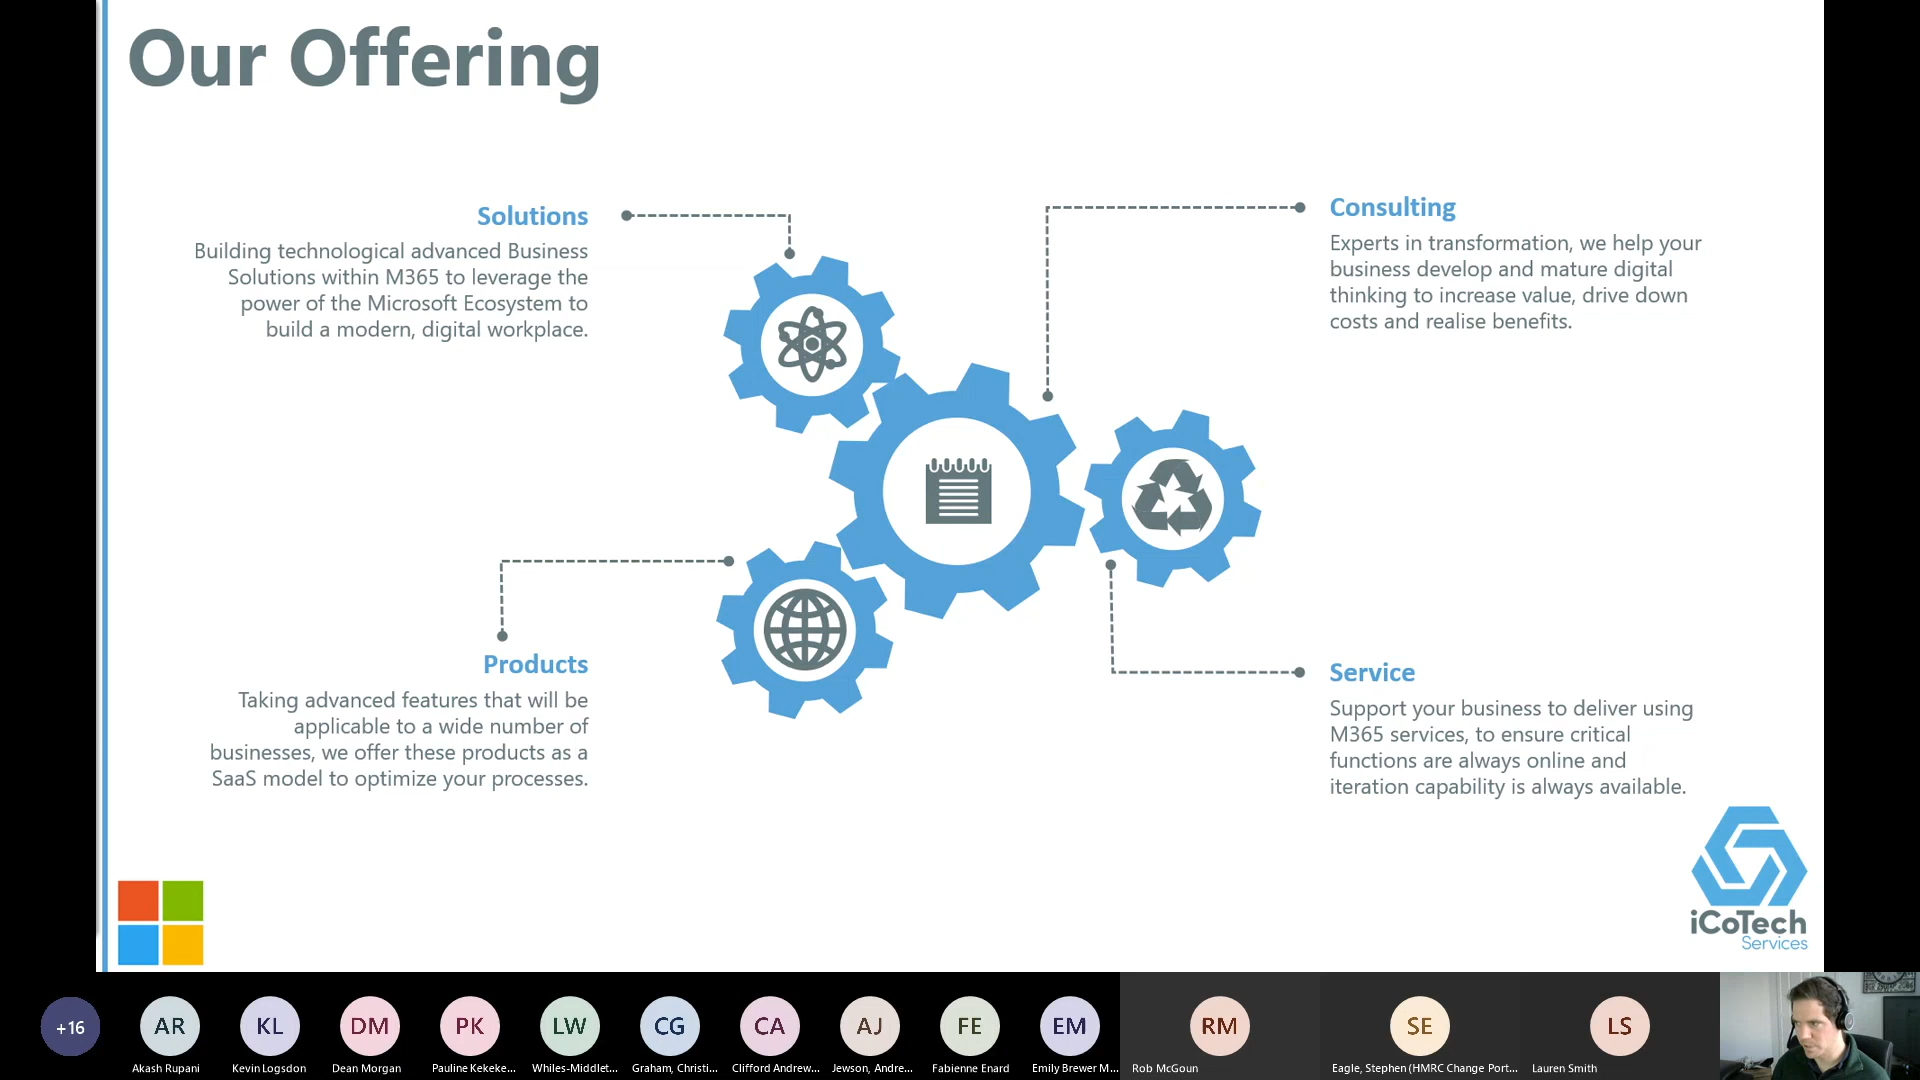 Our Offering
Solutions
Building technological advanced Business
Solutions within M365 to leverage the
power of the Microsoft Ecosystem to
build a modern, digital workplace.
Consulting
Experts in transformation, we help your
business develop and mature digital
thinking to increase value, drive down
costs and realise benefits.
Products
Taking advanced features that will be
applicable to a wide number of
businesses, we offer these products as a
SaaS model to optimize your processes.
Service
Support your business to deliver using
M365 services, to ensure critical
functions are always online and
iteration capability is always available.
iCoTech
Services
+16
AR
KL
DM
PK
LW
CG
CA
AJ
FE
EM
RM
SE
LS
Akash Rupani
Kevin Logsdon
Dean Morgan
Pauline Kekeke...
Whiles-Middlet...
Graham, Christi...
Clifford Andrew...
Jewson, Andre...
Fabienne Enard
Emily Brewer M...
Rob McGoun
Eagle, Stephen (HMRC Change Port...
Lauren Smith